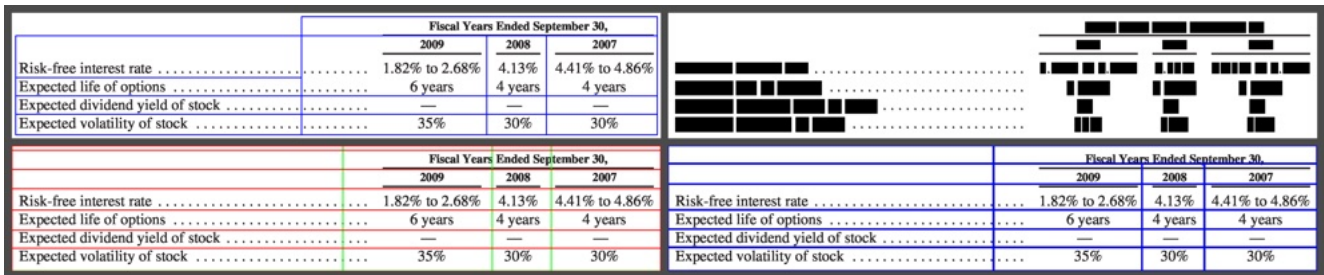 Fiscal Years Ended September 30,
2009 2008 2007
Risk-free interest rate ........................... 1.82% to 2.68% 4.13% 4.41% to 4.86%
Expected life of options ......................... 6 years 4 years 4 years
Expected dividend yield of stock .................. — — —
Expected volatility of stock ...................... 35% 30% 30%
Fiscal Years Ended September 30,
2009 2008 2007
Risk-free interest rate ........................... 1.82% to 2.68% 4.13% 4.41% to 4.86%
Expected life of options ......................... 6 years 4 years 4 years
Expected dividend yield of stock .................. — — —
Expected volatility of stock ...................... 35% 30% 30%
Fiscal Years Ended September 30,
2009 2008 2007
Risk-free interest rate ........................... 1.82% to 2.68% 4.13% 4.41% to 4.86%
Expected life of options ......................... 6 years 4 years 4 years
Expected dividend yield of stock .................. — — —
Expected volatility of stock ...................... 35% 30% 30%